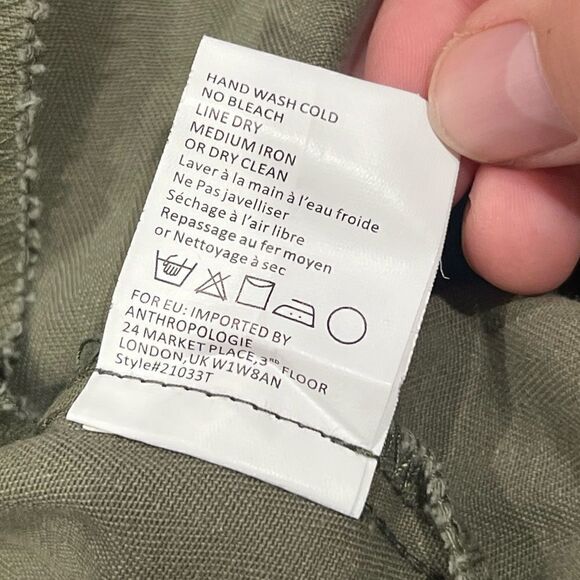 HAND WASH COLD
NO BLEACH
LINE DRY
MEDIUM IRON
OR DRY CLEAN
Laver à la main à l'eau froide
Ne Pas javelliser
Séchage à l'air libre
Repassage au fer moyen
or Nettoyage à sec
FOR EU: IMPORTED BY
ANTHROPOLOGIE
24 MARKET PLACE, 3RD FLOOR
LONDON, UK W1W8AN
Style#21033T